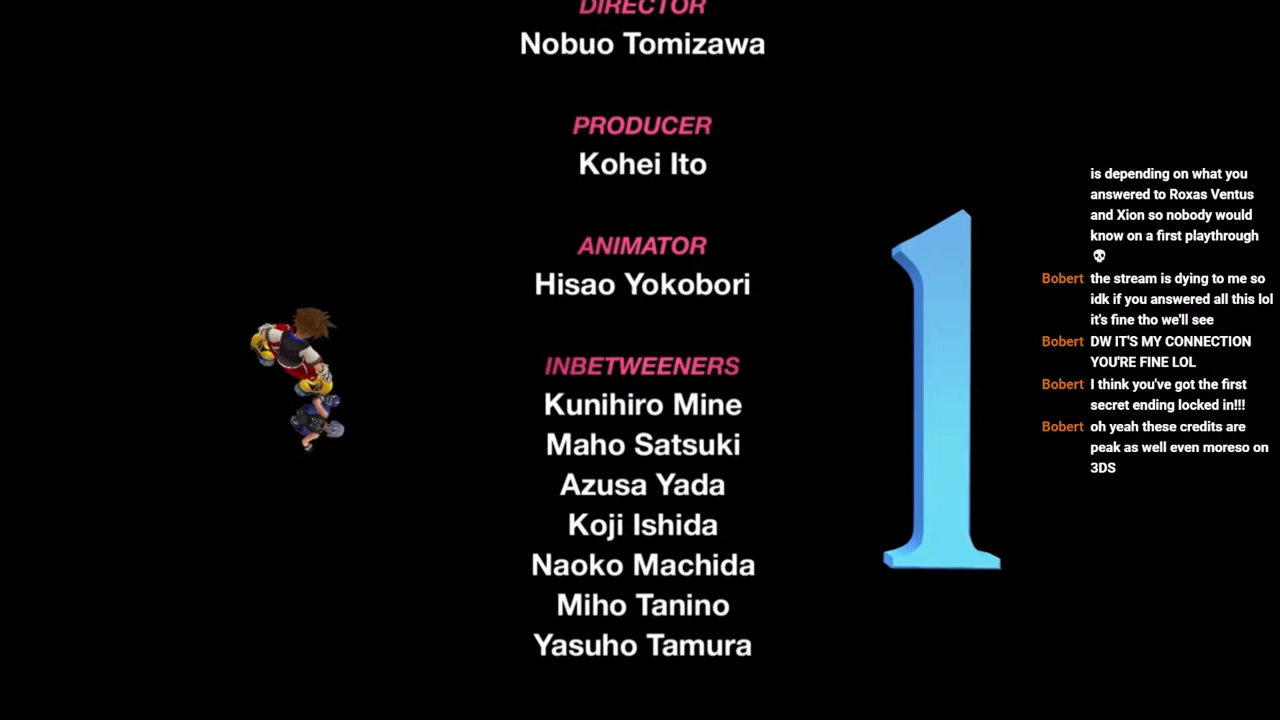 DIRECTOR
Nobuo Tomizawa
PRODUCER
Kohei Ito
ANIMATOR
Hisao Yokobori
INBETWEENERS
Kunihiro Mine
Maho Satsuki
Azusa Yada
Koji Ishida
Naoko Machida
Miho Tanino
Yasuho Tamura
1
is depending on what you
answered to Roxas Ventus
and Xion so nobody would
know on a first playthrough
💀
Bobert the stream is dying to me so
idk if you answered all this lol
it's fine tho we'll see
Bobert DW IT'S MY CONNECTION
YOU'RE FINE LOL
Bobert I think you've got the first
secret ending locked in!!!
Bobert oh yeah these credits are
peak as well even moreso on
3DS